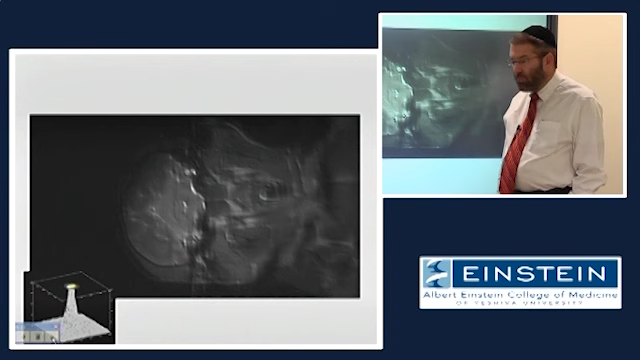 EINSTEIN
Albert Einstein College of Medicine
OF YESHIVA UNIVERSITY